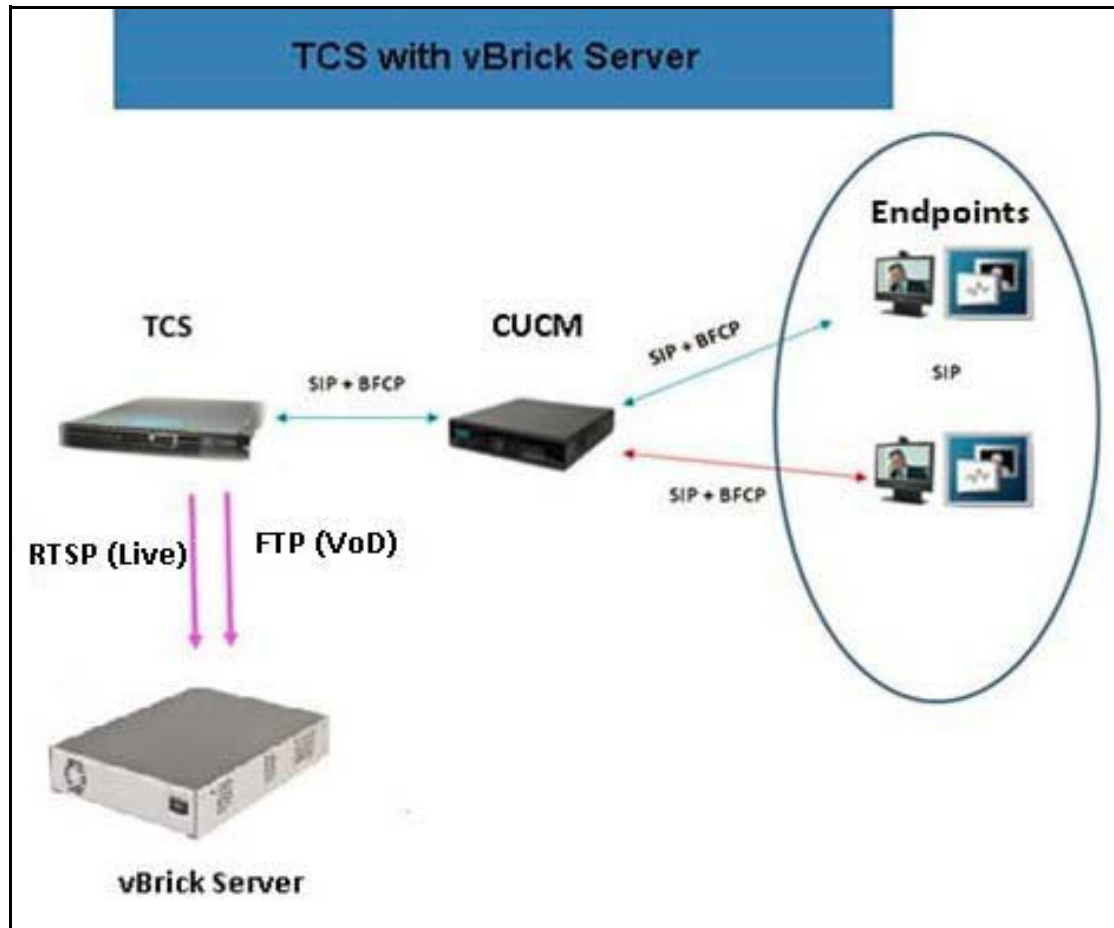 TCS with vBrick Server
Endpoints
TCS
CUCM
SIP + BFCP
SIP + BFCP
SIP
SIP + BFCP
RTSP (Live)
FTP (VoD)
vBrick Server